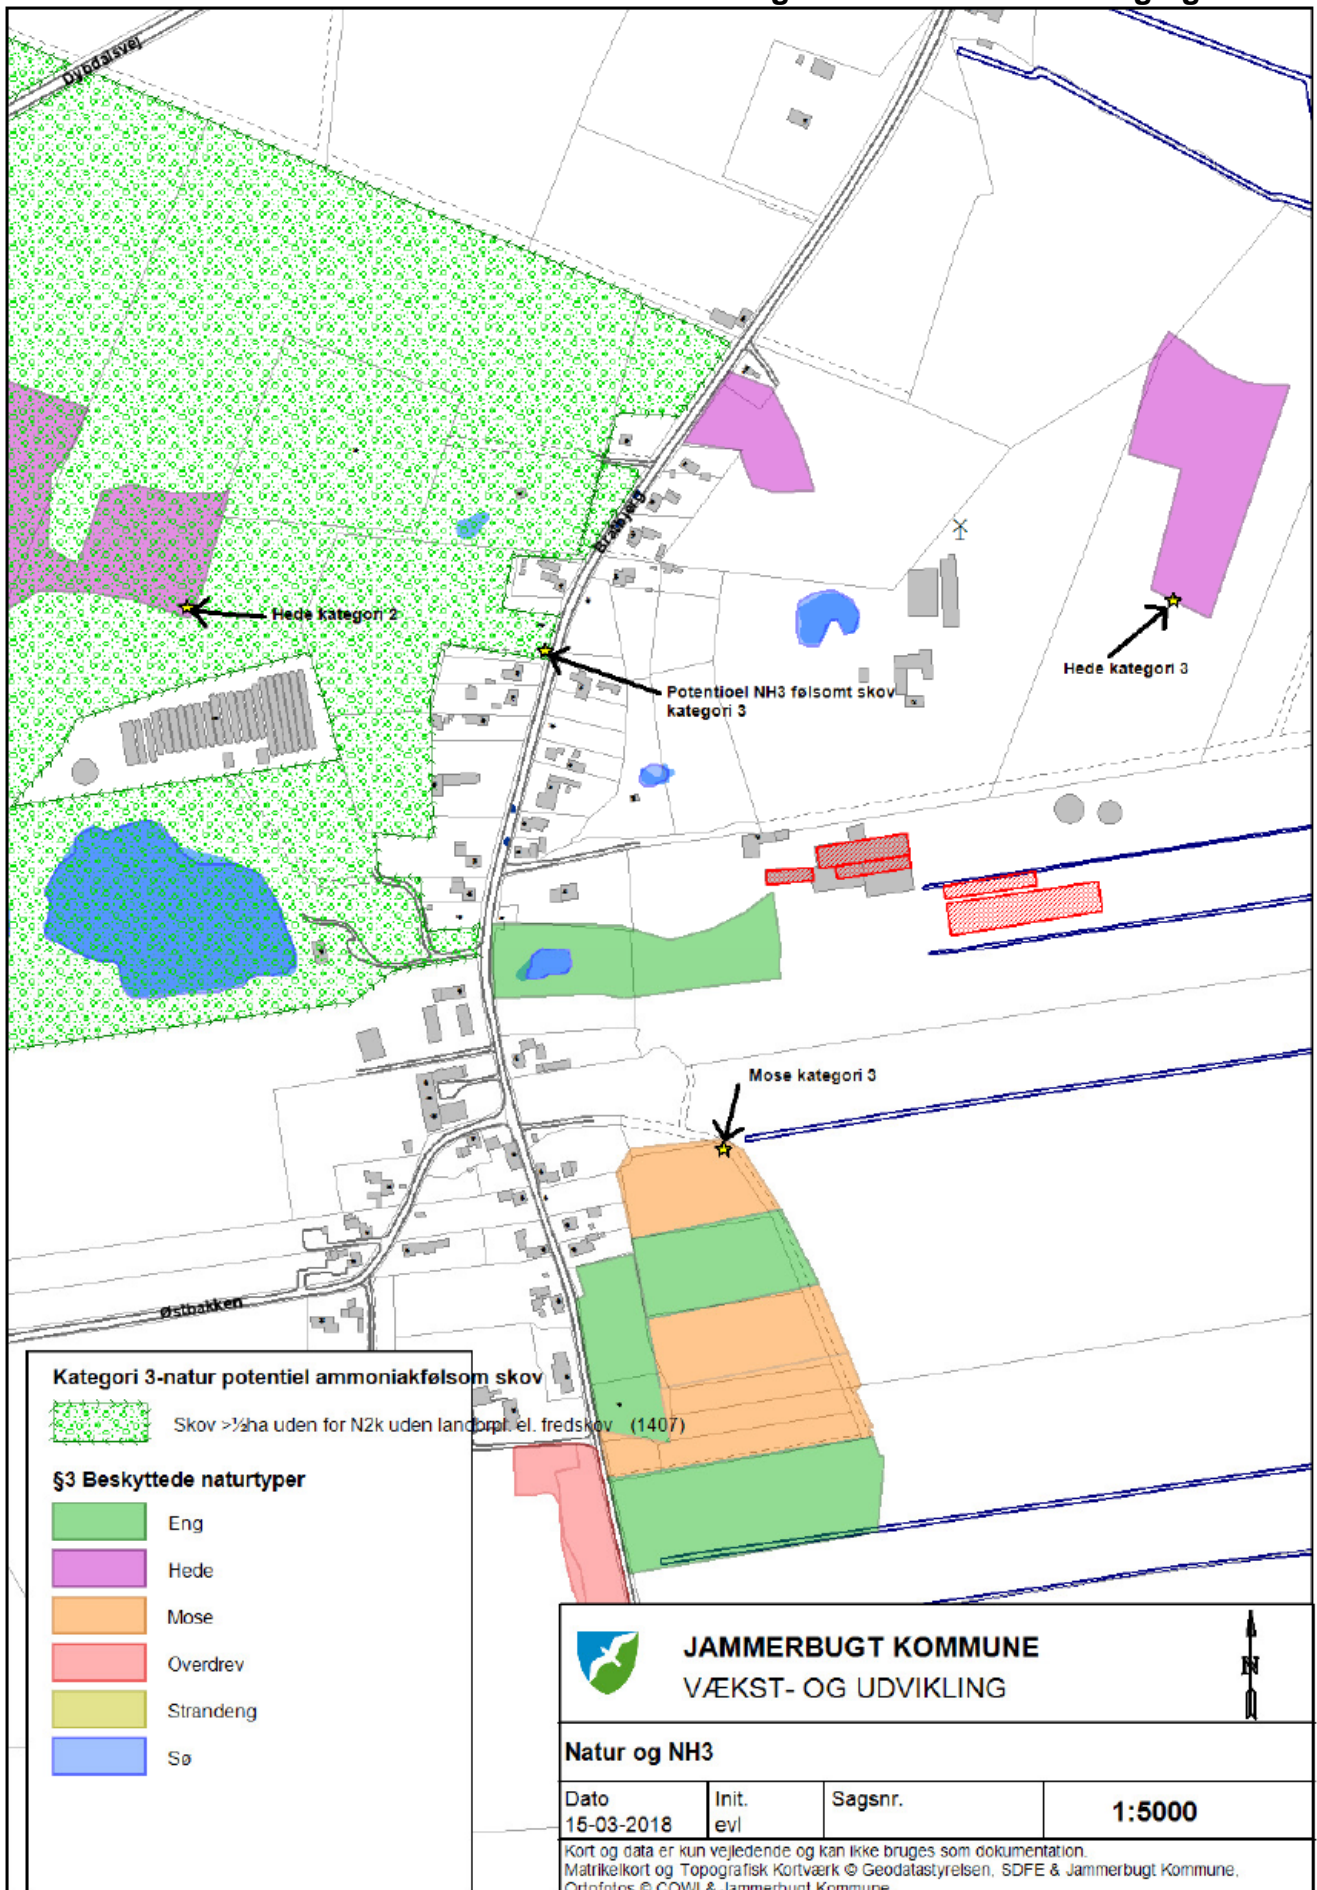 Dybdalsvej
Hede kategori 2
Potentioel NH3 følsomt skov
kategori 3
Hede kategori 3
Mose kategori 3
Østbakken
Kategori 3-natur potentiel ammoniakfølsom skov
Skov >½ha uden for N2k uden landbrpl. el. fredskov (1407)
§3 Beskyttede naturtyper
Eng
Hede
Mose
Overdrev
Strandeng
Sø
JAMMERBUGT KOMMUNE
VÆKST- OG UDVIKLING
N
Natur og NH3
Dato
15-03-2018
Init.
evl
Sagsnr.
1:5000
Kort og data er kun vejledende og kan ikke bruges som dokumentation.
Matrikelkort og Topografisk Kortværk © Geodatastyrelsen, SDFE & Jammerbugt Kommune,
Ortofotos © COWI & Jammerbugt Kommune